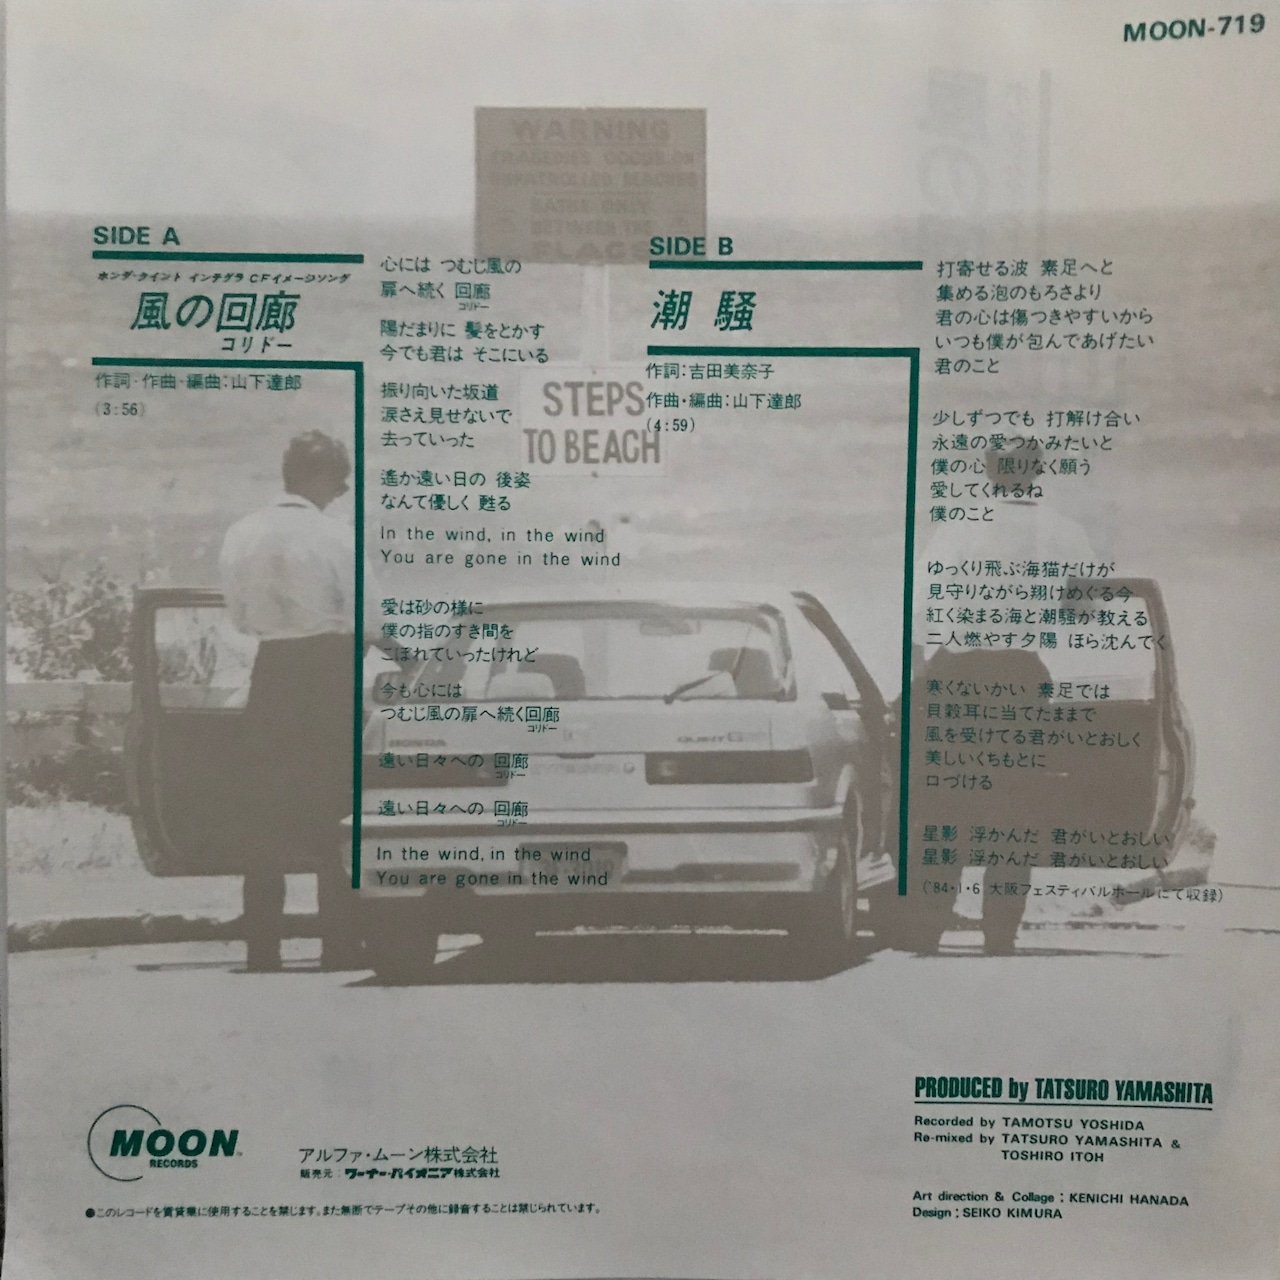 MOON-719
WARNING
TRAGEDIES OCCUR ON
UNPATROLLED BEACHES
BATHE ONLY
BETWEEN THE
FLAGS
STEPS
TO BEACH
SIDE A
ホンダ・クイント インテグラ CFイメージソング
風の回廊
コリドー
作詞・作曲・編曲:山下達郎
(3:56)
心には つむじ風の
扉へ続く 回廊
コリドー
陽だまりに 髪をとかす
今でも君は そこにいる
振り向いた坂道
涙さえ見せないで
去っていった
遙か遠い日の 後姿
なんて優しく 甦る
In the wind, in the wind
You are gone in the wind
愛は砂の様に
僕の指のすき間を
こぼれていったけれど
今も心には
つむじ風の扉へ続く回廊
コリドー
遠い日々への 回廊
コリドー
遠い日々への 回廊
コリドー
In the wind, in the wind
You are gone in the wind
SIDE B
潮 騒
作詞:吉田美奈子
作曲・編曲:山下達郎
(4:59)
打寄せる波 素足へと
集める泡のもろさより
君の心は傷つきやすいから
いつも僕が包んであげたい
君のこと
少しずつでも 打解け合い
永遠の愛つかみたいと
僕の心 限りなく願う
愛してくれるね
僕のこと
ゆっくり飛ぶ海猫だけが
見守りながら翔けめぐる今
紅く染まる海と潮騒が教える
二人燃やす夕陽 ほら沈んでく
寒くないかい 素足では
貝殻耳に当てたままで
風を受けてる君がいとおしく
美しいくちもとに
口づける
星影 浮かんだ 君がいとおしい
星影 浮かんだ 君がいとおしい
('84・1・6 大阪フェスティバルホールにて収録)
HONDA
QUINT
PRODUCED by TATSURO YAMASHITA
Recorded by TAMOTSU YOSHIDA
Re-mixed by TATSURO YAMASHITA &
TOSHIRO ITOH
Art direction & Collage : KENICHI HANADA
Design : SEIKO KIMURA
MOON
RECORDS
アルファ・ムーン株式会社
販売元:ワーナー・パイオニア株式会社
●このレコードを賃貸業に使用することを禁じます。また無断でテープその他に録音することは禁じられています。